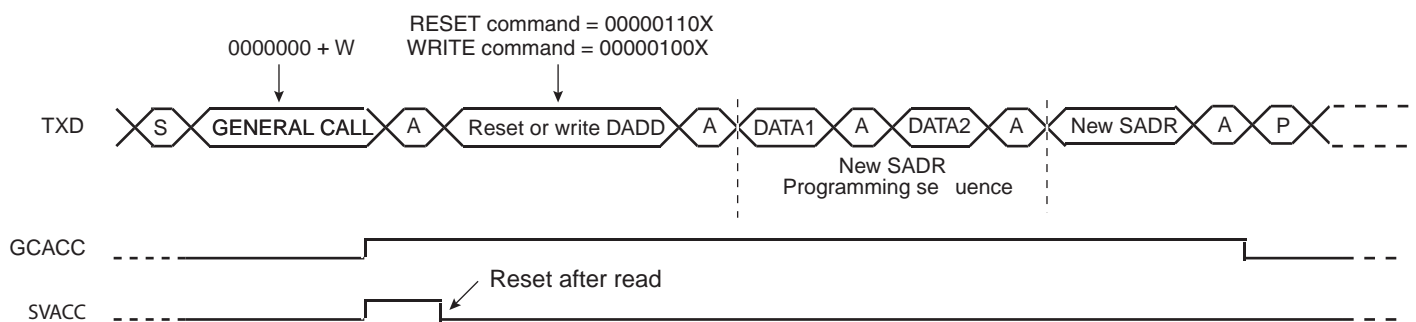 RESET command = 00000110X
0000000 + W WRITE command = 00000100X
TXD S GENERAL CALL A Reset or write DADD A DATA1 A DATA2 A New SADR A P
New SADR
Programming se uence
GCACC
Reset after read
SVACC